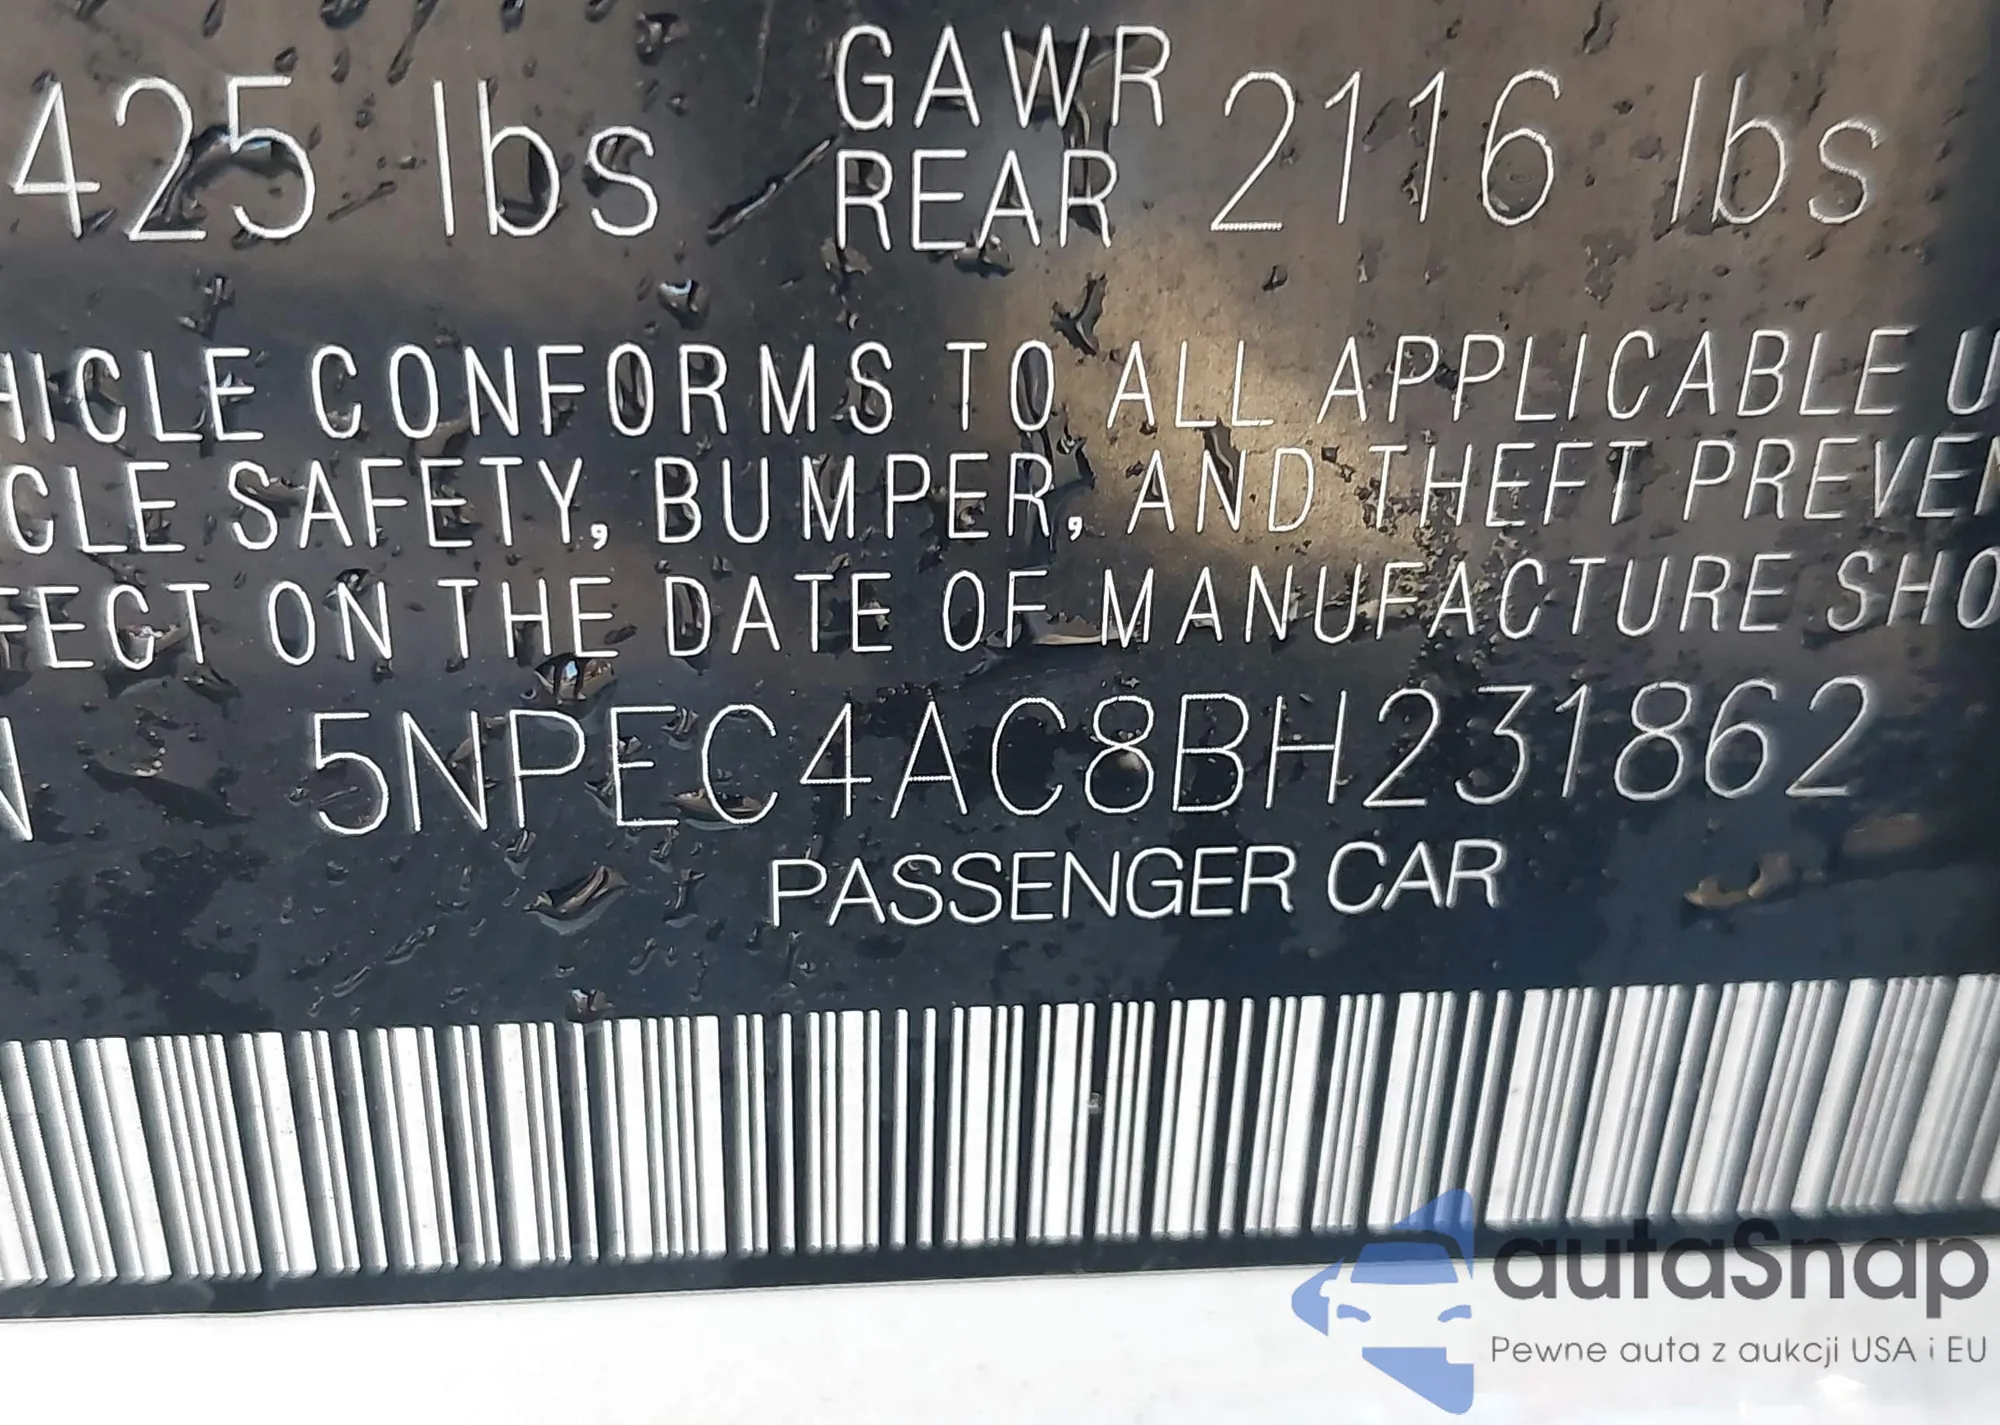 425 lbs GAWR REAR 2116 lbs
HICLE CONFORMS TO ALL APPLICABLE U
CLE SAFETY, BUMPER, AND THEFT PREVEN
FECT ON THE DATE OF MANUFACTURE SHO
N 5NPEC4AC8BH231862
PASSENGER CAR
autaSnap
Pewne auta z aukcji USA i EU